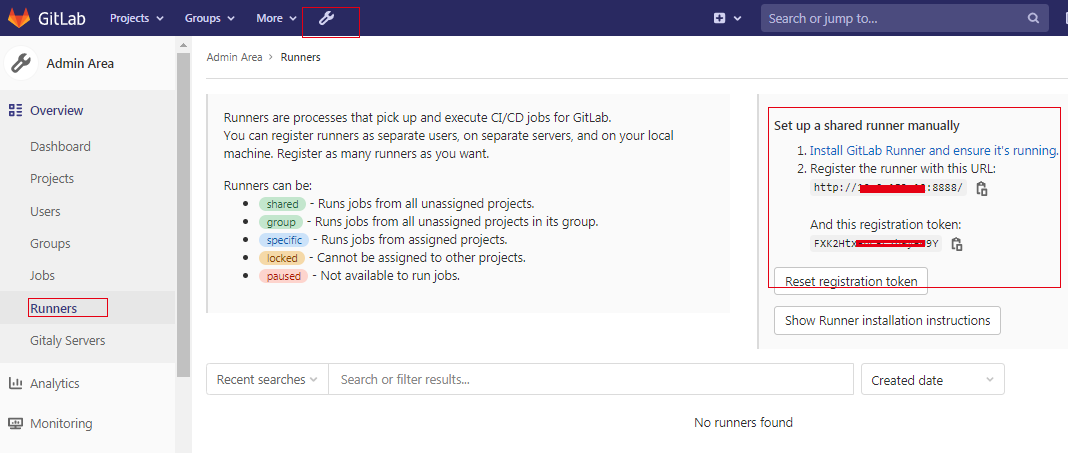 GitLab Projects Groups More Search or jump to...
Admin Area
Overview
Dashboard
Projects
Users
Groups
Jobs
Runners
Gitaly Servers
Analytics
Monitoring
Admin Area > Runners
Runners are processes that pick up and execute CI/CD jobs for GitLab.
You can register runners as separate users, on separate servers, and on your local
machine. Register as many runners as you want.
Runners can be:
• shared - Runs jobs from all unassigned projects.
• group - Runs jobs from all unassigned projects in its group.
• specific - Runs jobs from assigned projects.
• locked - Cannot be assigned to other projects.
• paused - Not available to run jobs.
Set up a shared runner manually
1. Install GitLab Runner and ensure it's running.
2. Register the runner with this URL:
http:// :8888/
And this registration token:
FXK2Htx 9Y
Reset registration token
Show Runner installation instructions
Recent searches Search or filter results... Created date
No runners found